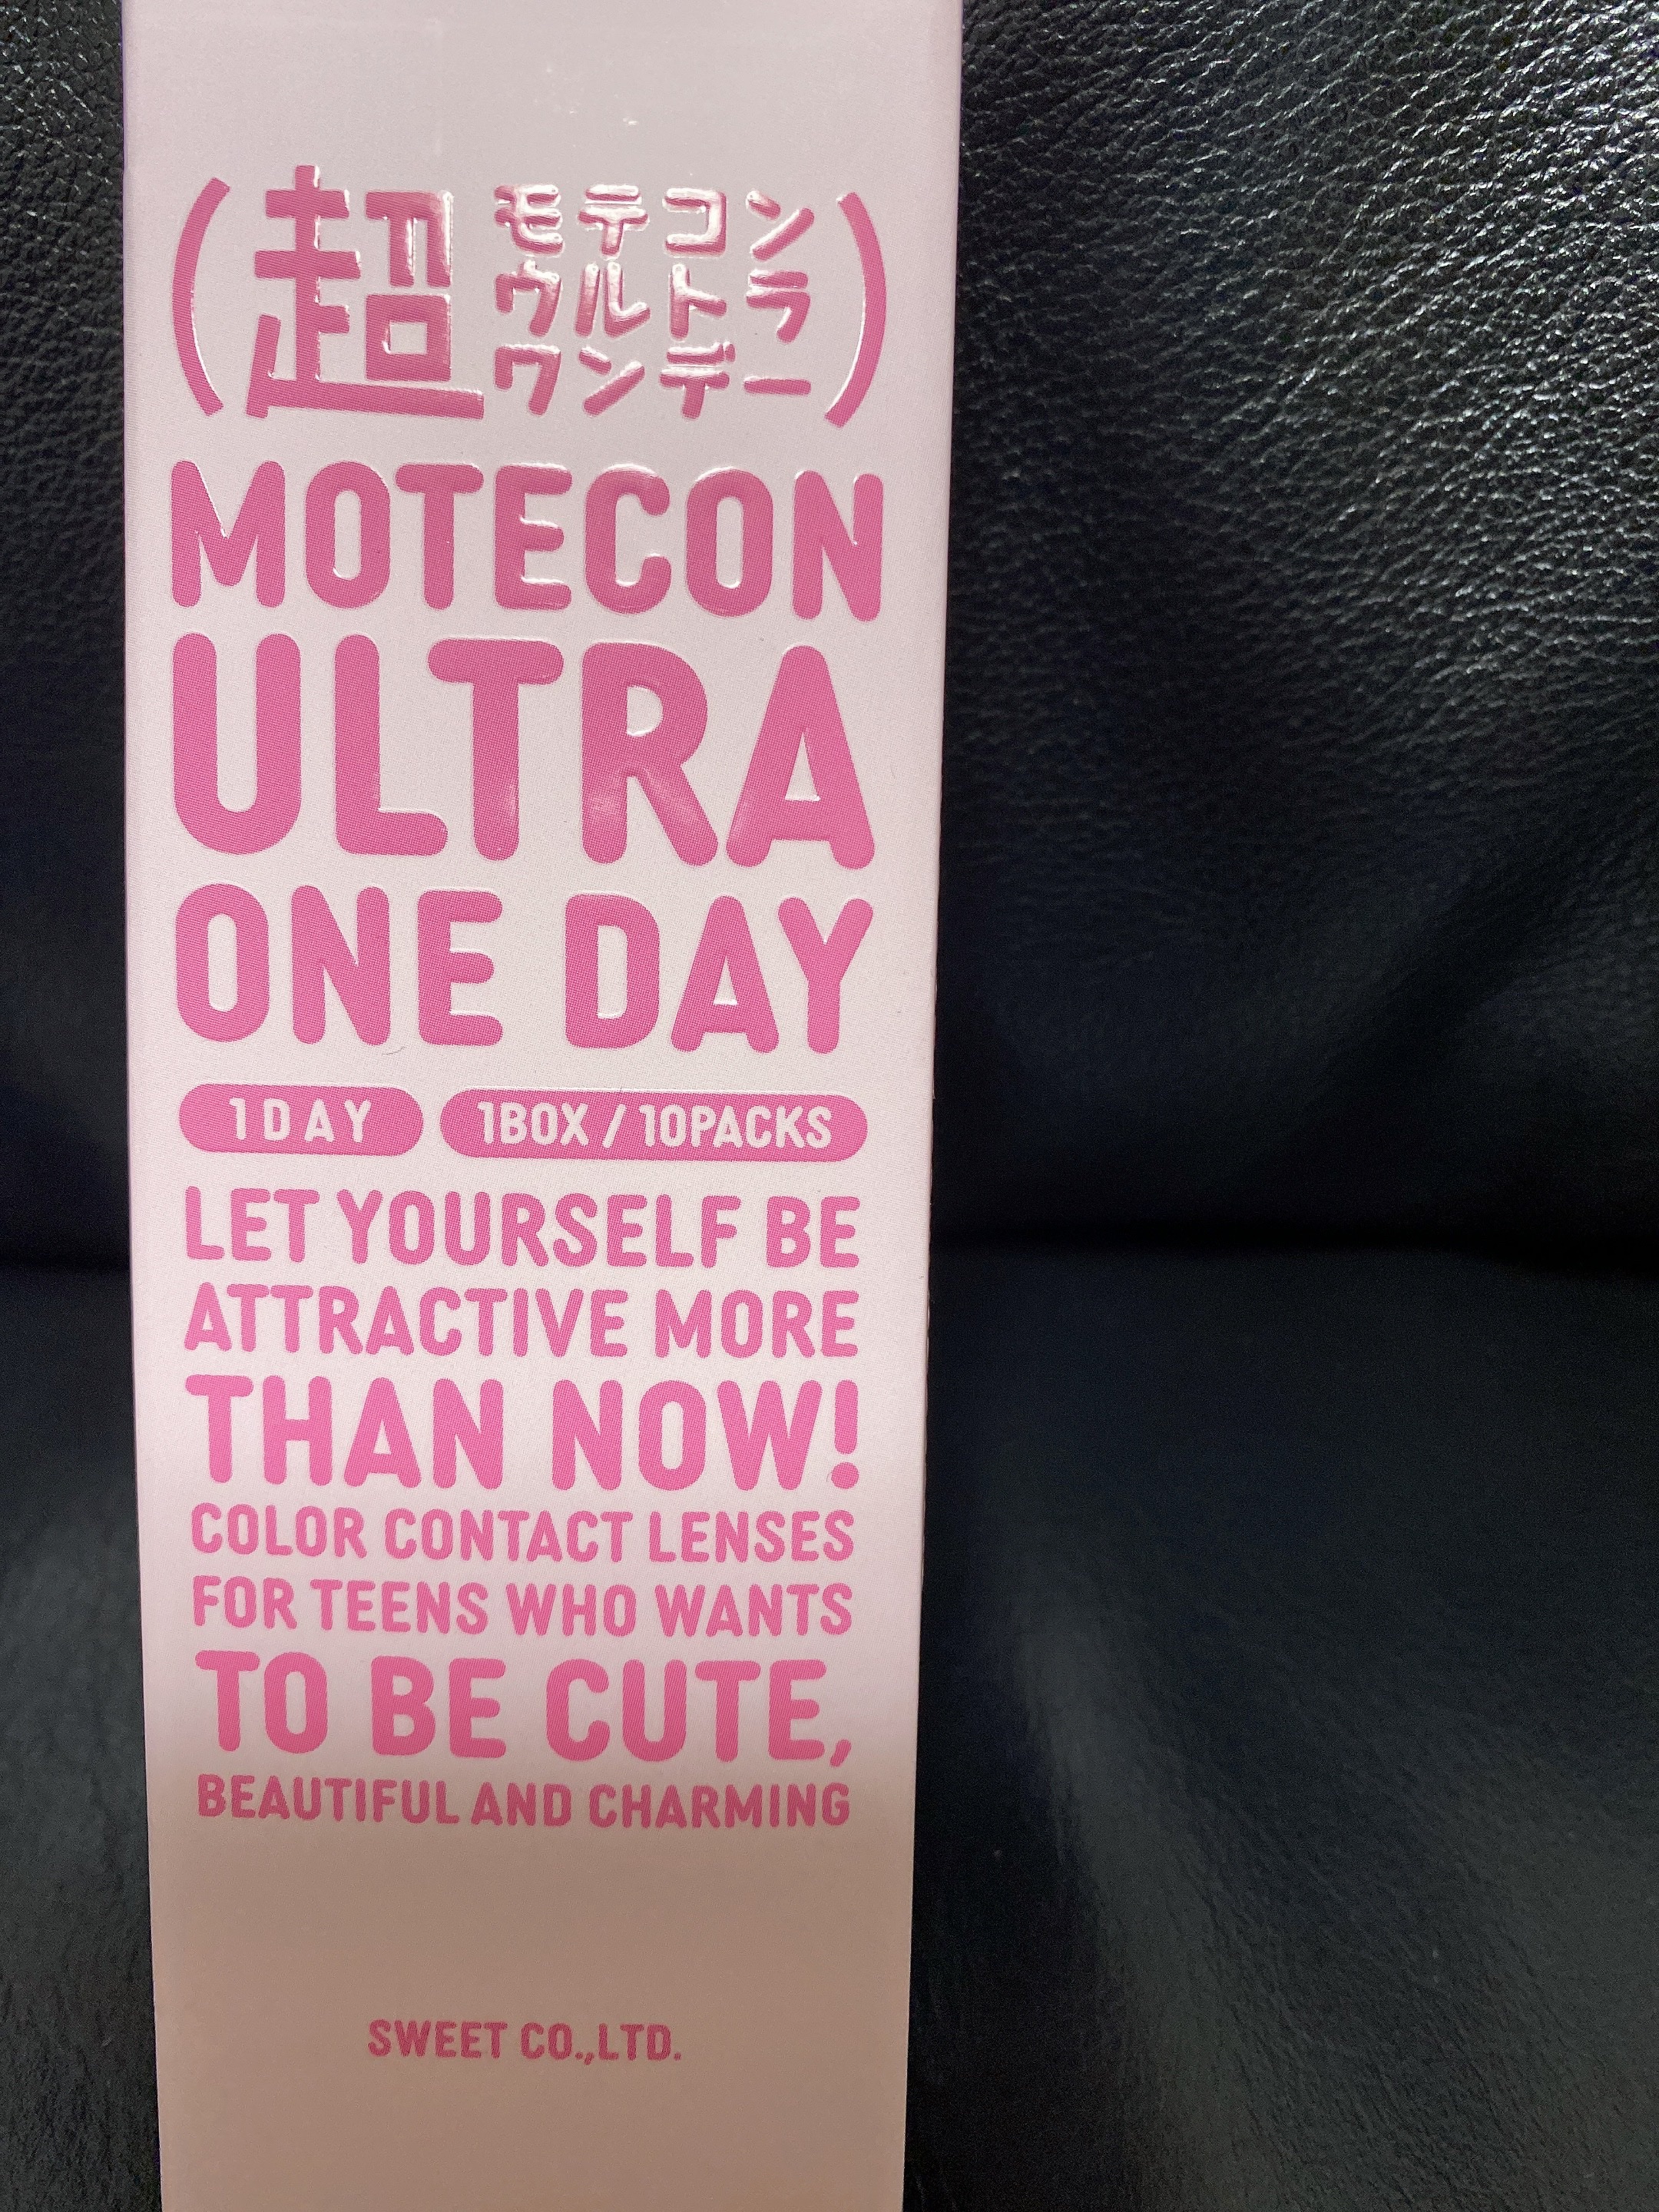 (超 モテコン
ウルトラ
ワンデー)
MOTECON
ULTRA
ONE DAY
1DAY 1BOX / 10PACKS
LET YOURSELF BE
ATTRACTIVE MORE
THAN NOW!
COLOR CONTACT LENSES
FOR TEENS WHO WANTS
TO BE CUTE,
BEAUTIFUL AND CHARMING
SWEET CO.,LTD.